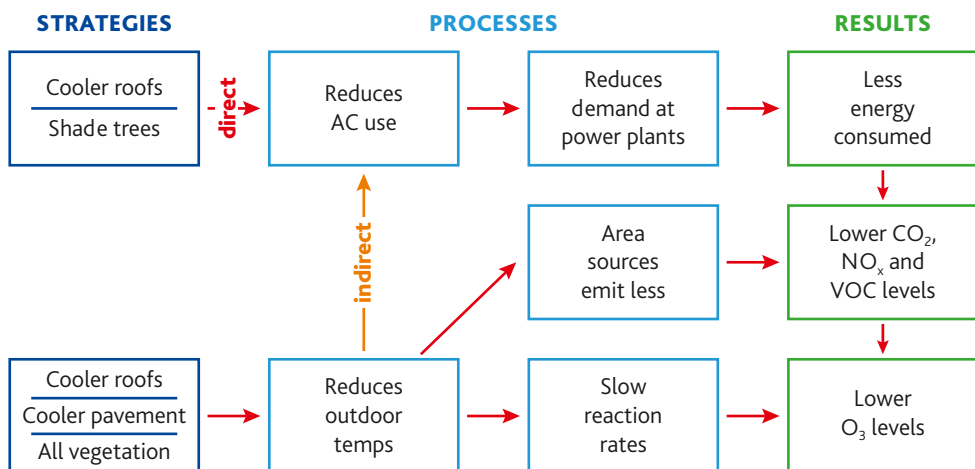 STRATEGIES
PROCESSES
RESULTS
Cooler roofs
Shade trees
direct
Reduces
AC use
Reduces
demand at
power plants
Less
energy
consumed
indirect
Area
sources
emit less
Lower CO₂,
NOₓ and
VOC levels
Cooler roofs
Cooler pavement
All vegetation
Reduces
outdoor
temps
Slow
reaction
rates
Lower
O₃ levels